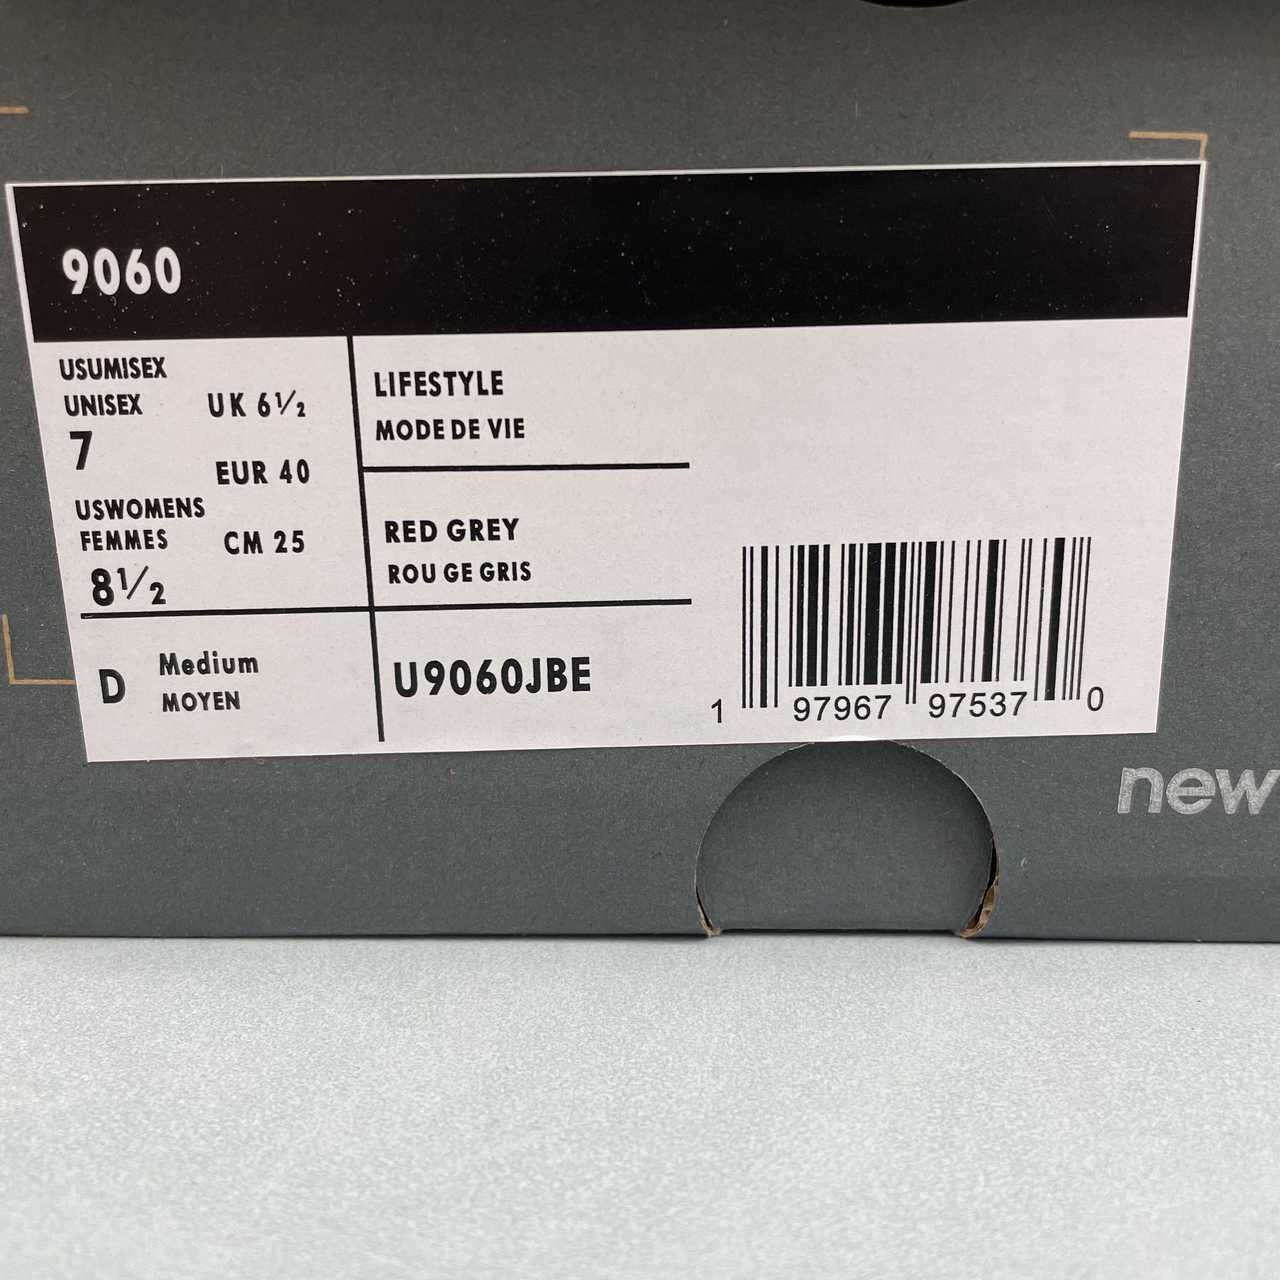 9060
USUMISEX
UNISEX
7
UK 6½
EUR 40
USWOMENS
FEMMES
8½
CM 25
LIFESTYLE
MODE DE VIE
RED GREY
ROU GE GRIS
D
Medium
MOYEN
U9060JBE
1 97967 97537 0
new